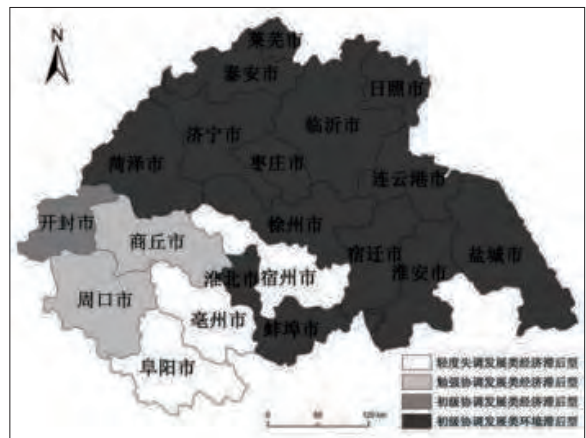 N
莱芜市
泰安市
日照市
济宁市
临沂市
菏泽市
枣庄市
连云港市
开封市
徐州市
商丘市
宿迁市
盐城市
淮北市
宿州市
淮安市
周口市
亳州市
蚌埠市
阜阳市
轻度失调发展类经济滞后型
勉强协调发展类经济滞后型
初级协调发展类经济滞后型
初级协调发展类环境滞后型
0 60 120 km